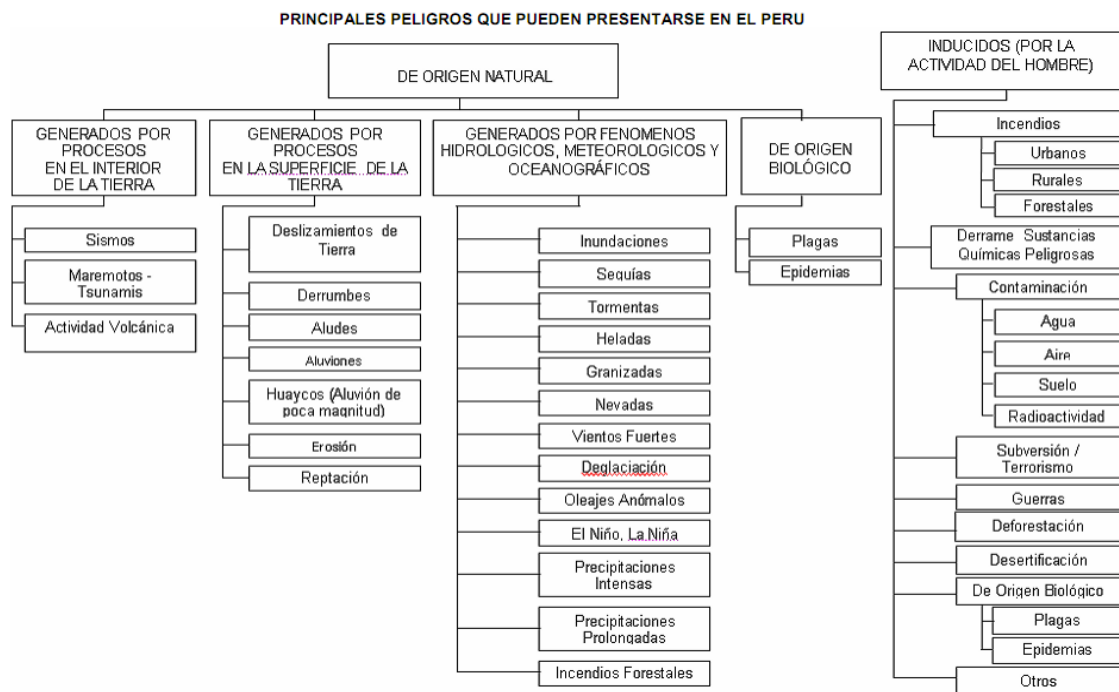 PRINCIPALES PELIGROS QUE PUEDEN PRESENTARSE EN EL PERU
DE ORIGEN NATURAL
GENERADOS POR
PROCESOS
EN EL INTERIOR
DE LA TIERRA
Sismos
Maremotos -
Tsunamis
Actividad Volcánica
GENERADOS POR
PROCESOS
EN LA SUPERFICIE DE LA
TIERRA
Deslizamientos de
Tierra
Derrumbes
Aludes
Aluviones
Huaycos (Aluvión de
poca magnitud)
Erosión
Reptación
GENERADOS POR FENOMENOS
HIDROLOGICOS, METEOROLOGICOS Y
OCEANOGRÁFICOS
Inundaciones
Sequías
Tormentas
Heladas
Granizadas
Nevadas
Vientos Fuertes
Deglaciación
Oleajes Anómalos
El Niño, La Niña
Precipitaciones
Intensas
Precipitaciones
Prolongadas
Incendios Forestales
DE ORIGEN
BIOLÓGICO
Plagas
Epidemias
INDUCIDOS (POR LA
ACTIVIDAD DEL HOMBRE)
Incendios
Urbanos
Rurales
Forestales
Derrame Sustancias
Químicas Peligrosas
Contaminación
Agua
Aire
Suelo
Radioactividad
Subversión /
Terrorismo
Guerras
Deforestación
Desertificación
De Origen Biológico
Plagas
Epidemias
Otros